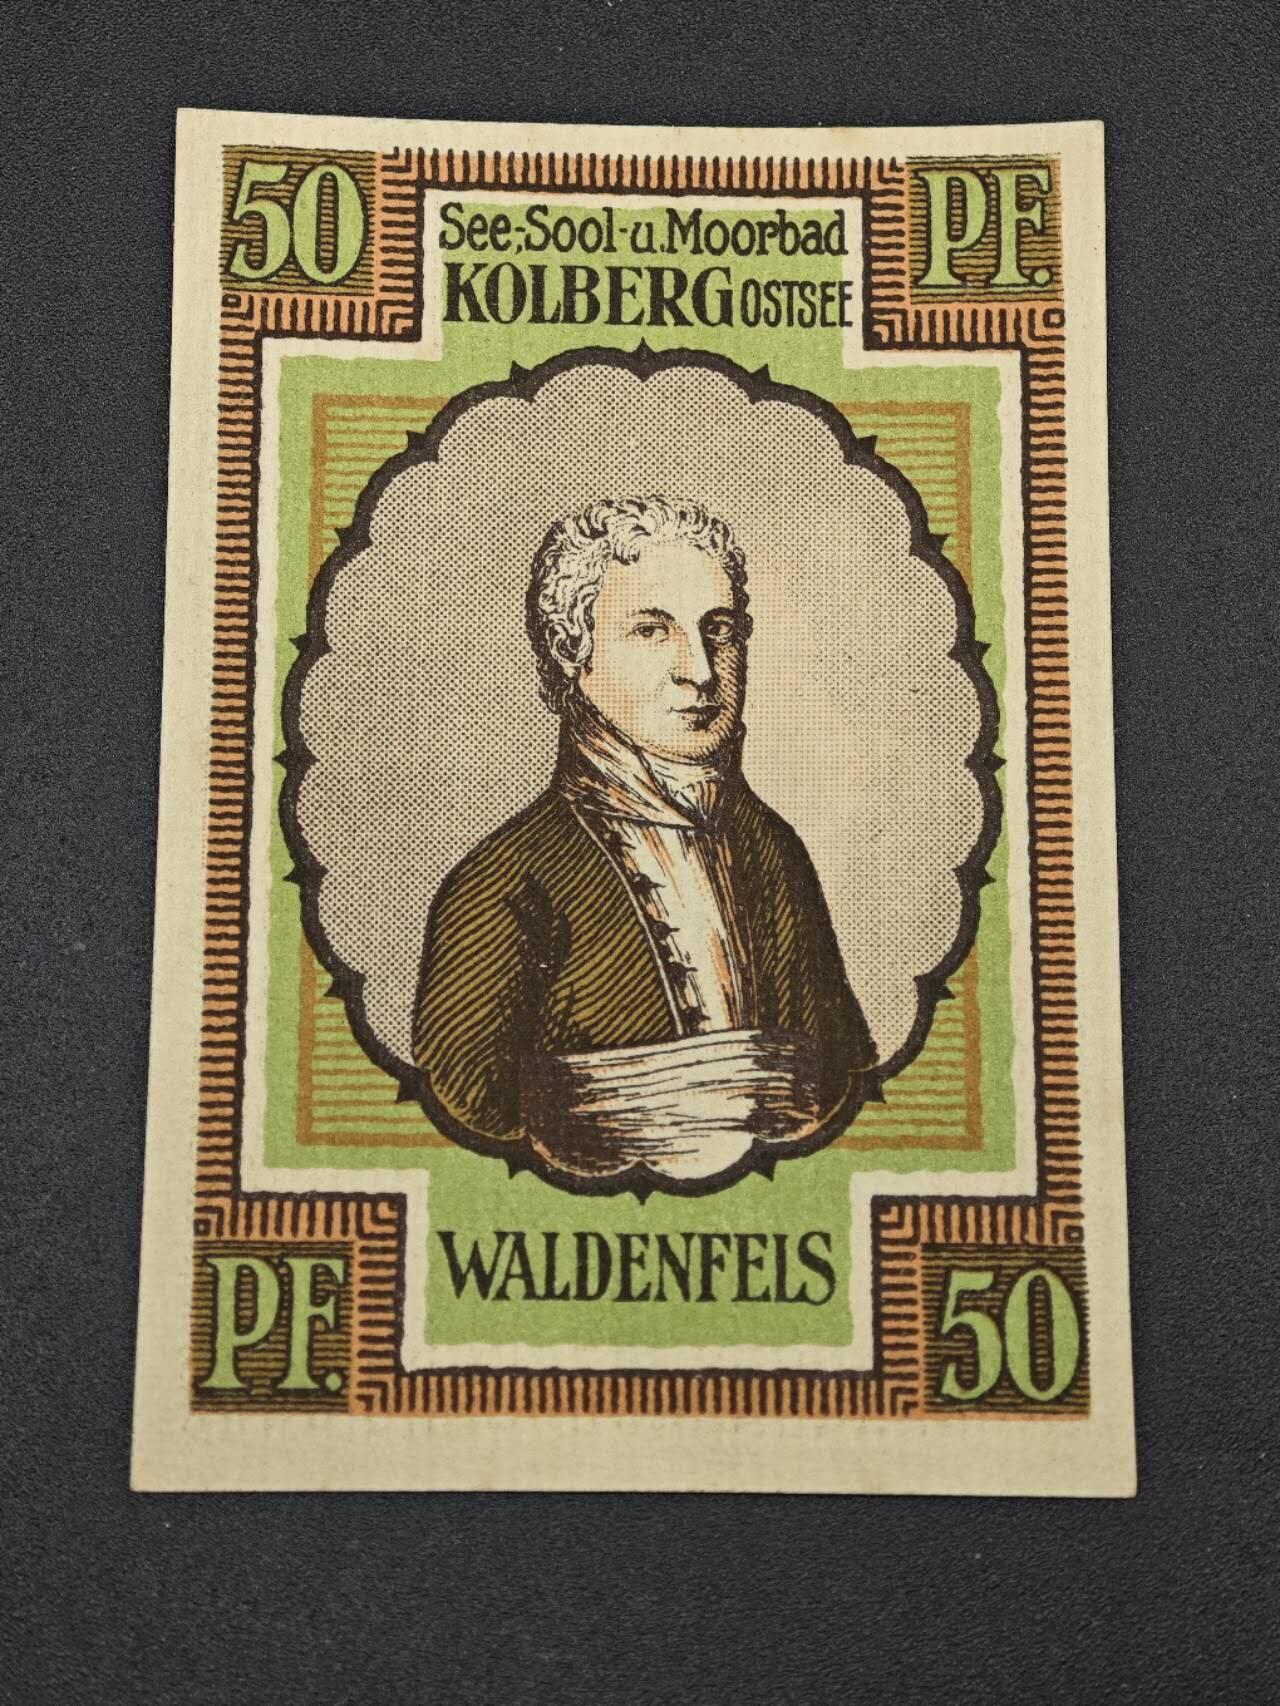 50 PF.
See-, Sool- u. Moorbad
KOLBERG OSTSEE
WALDENFELS
PF. 50